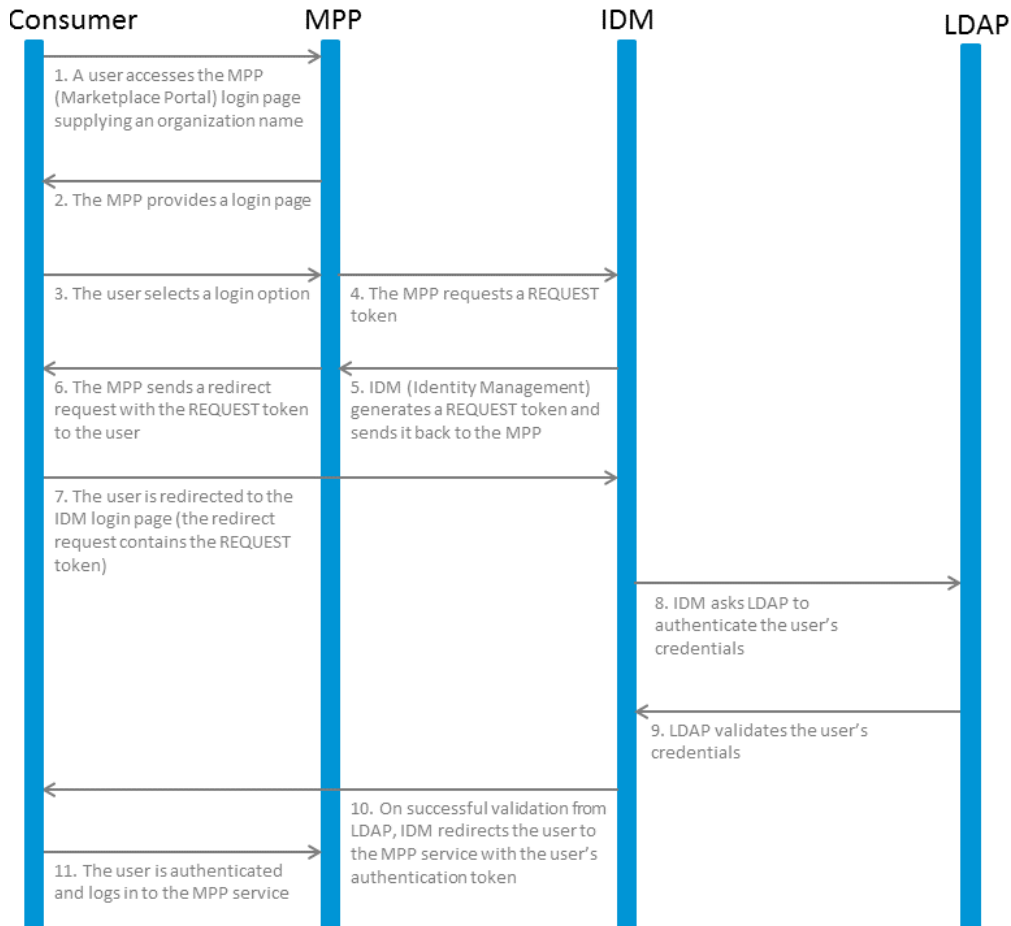 Consumer
MPP
IDM
LDAP
1. A user accesses the MPP
(Marketplace Portal) login page
supplying an organization name
2. The MPP provides a login page
3. The user selects a login option
4. The MPP requests a REQUEST
token
6. The MPP sends a redirect
request with the REQUEST token
to the user
5. IDM (Identity Management)
generates a REQUEST token and
sends it back to the MPP
7. The user is redirected to the
IDM login page (the redirect
request contains the REQUEST
token)
8. IDM asks LDAP to
authenticate the user’s
credentials
9. LDAP validates the user’s
credentials
10. On successful validation from
LDAP, IDM redirects the user to
the MPP service with the user’s
authentication token
11. The user is authenticated
and logs in to the MPP service